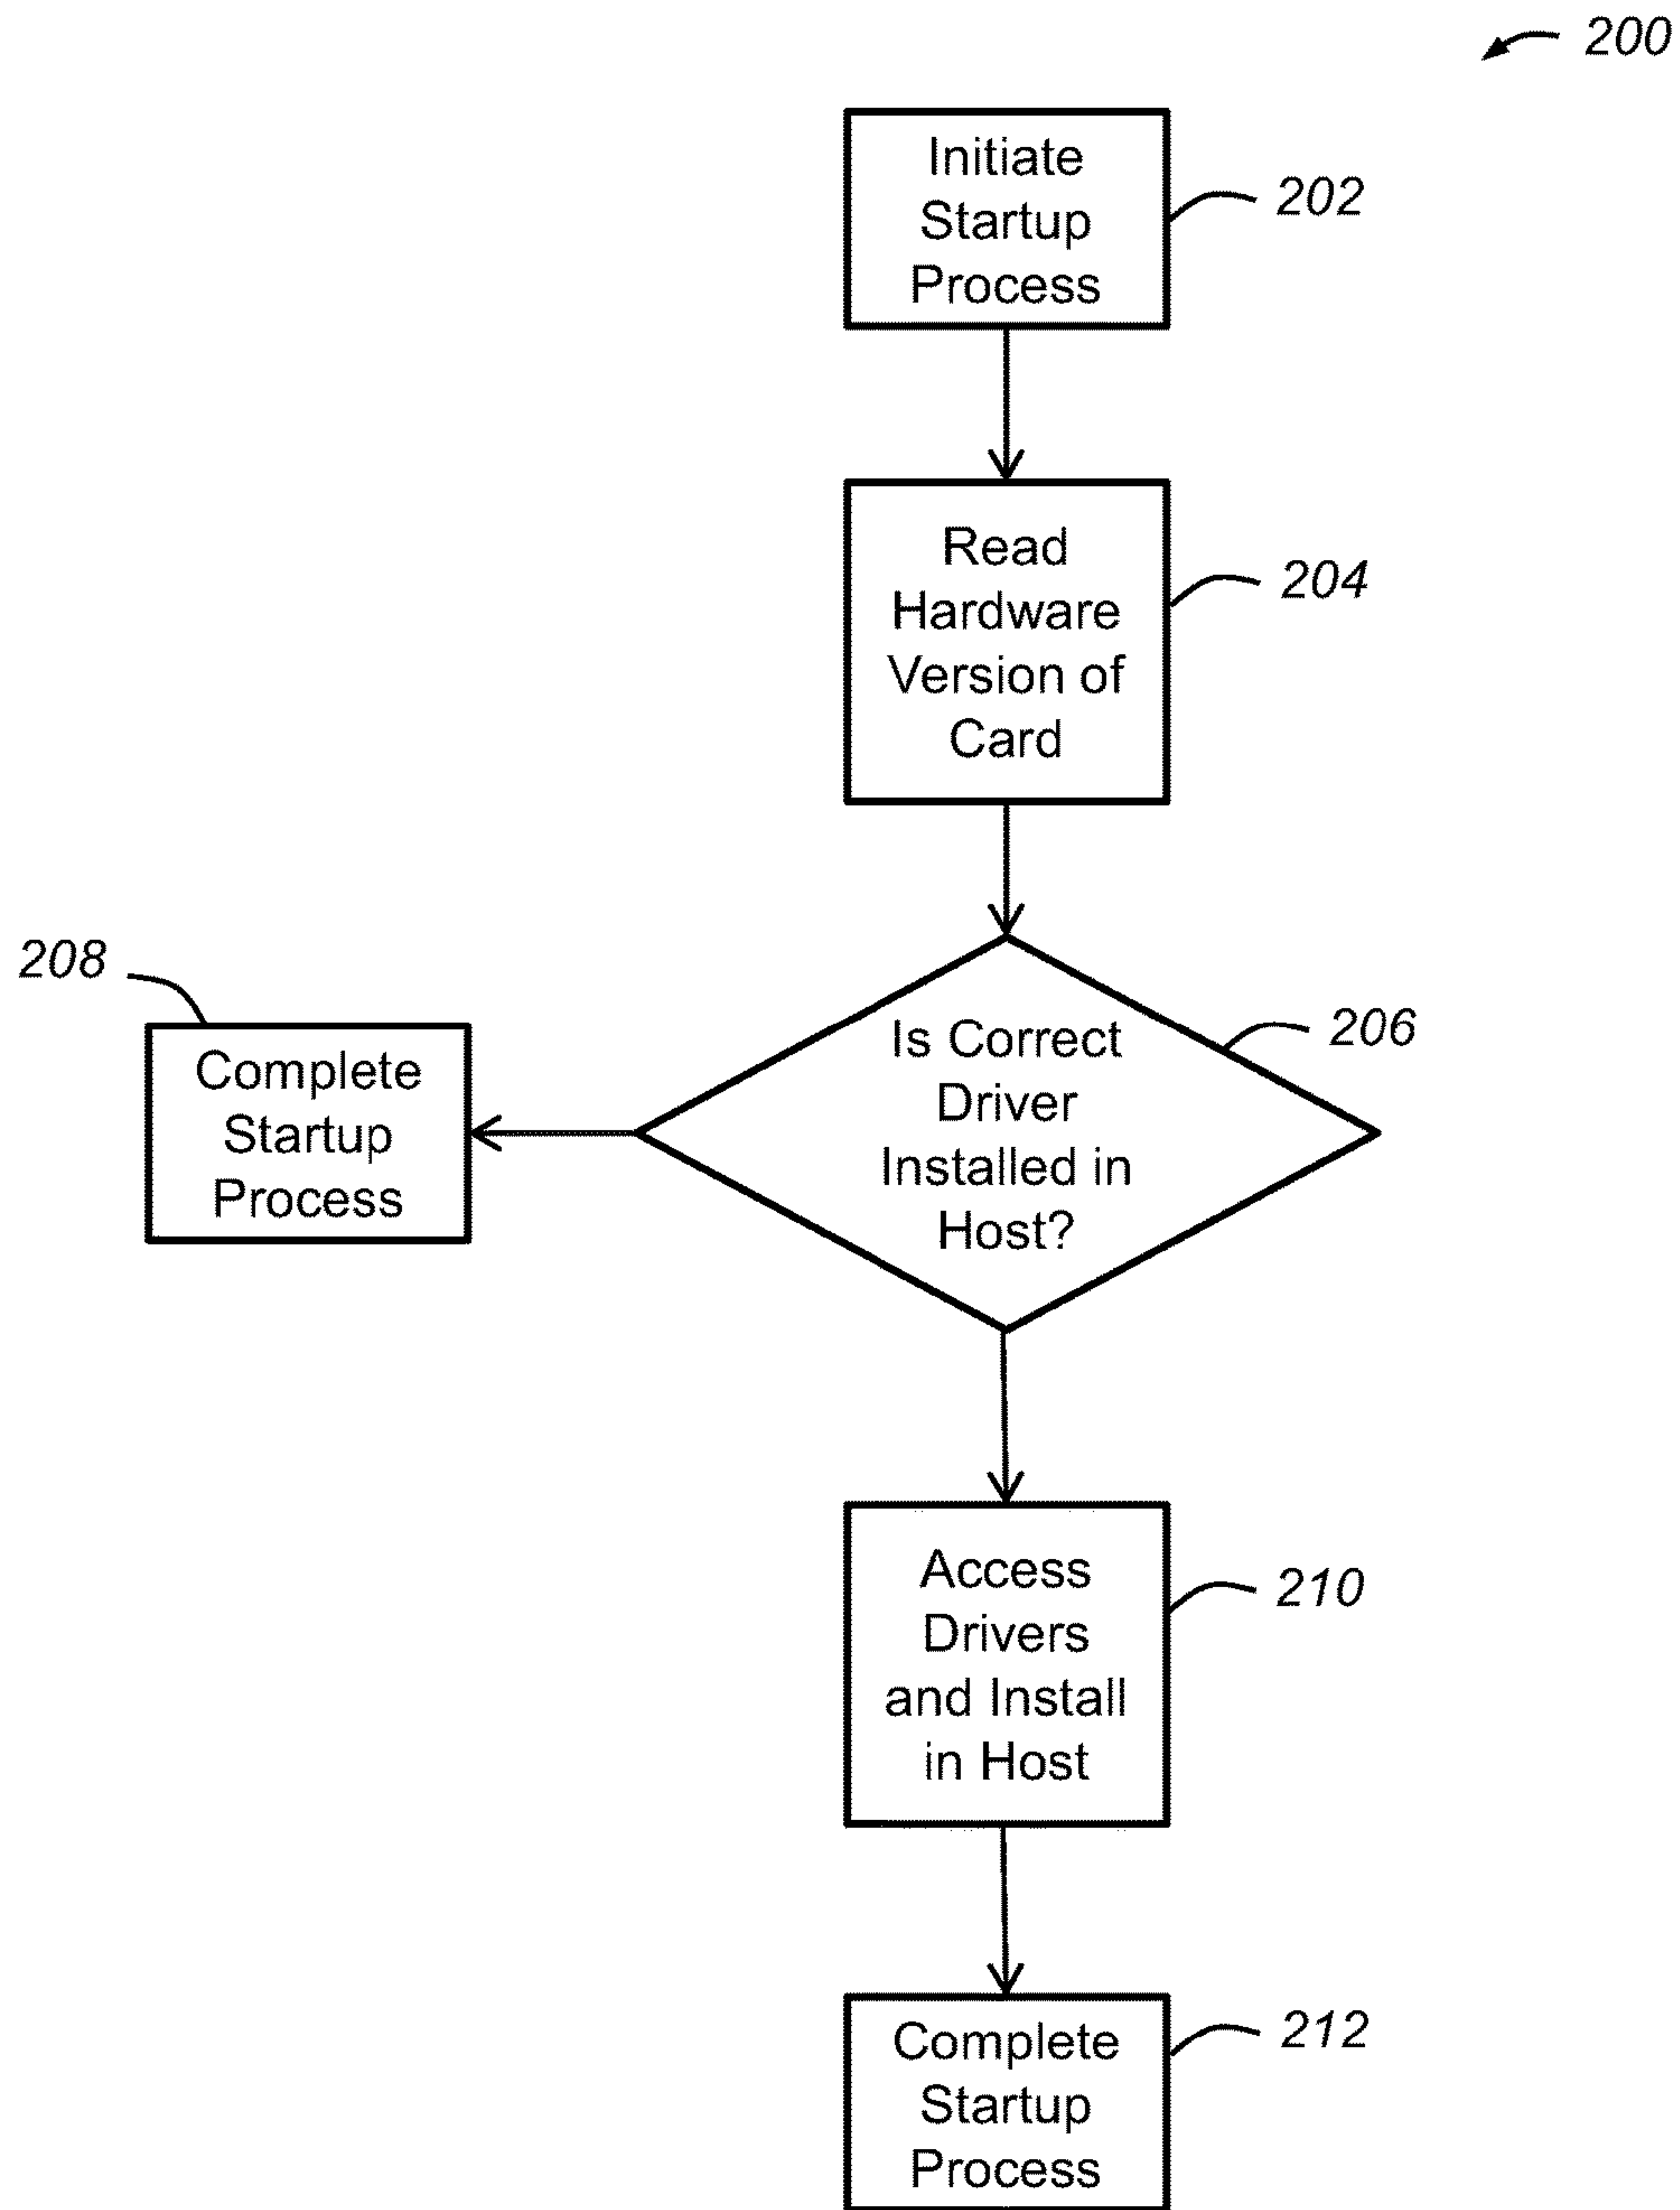 200
Initiate
Startup
Process
202
Read
Hardware
Version of
Card
204
208
Complete
Startup
Process
Is Correct
Driver
Installed in
Host?
206
Access
Drivers
and Install
in Host
210
Complete
Startup
Process
212